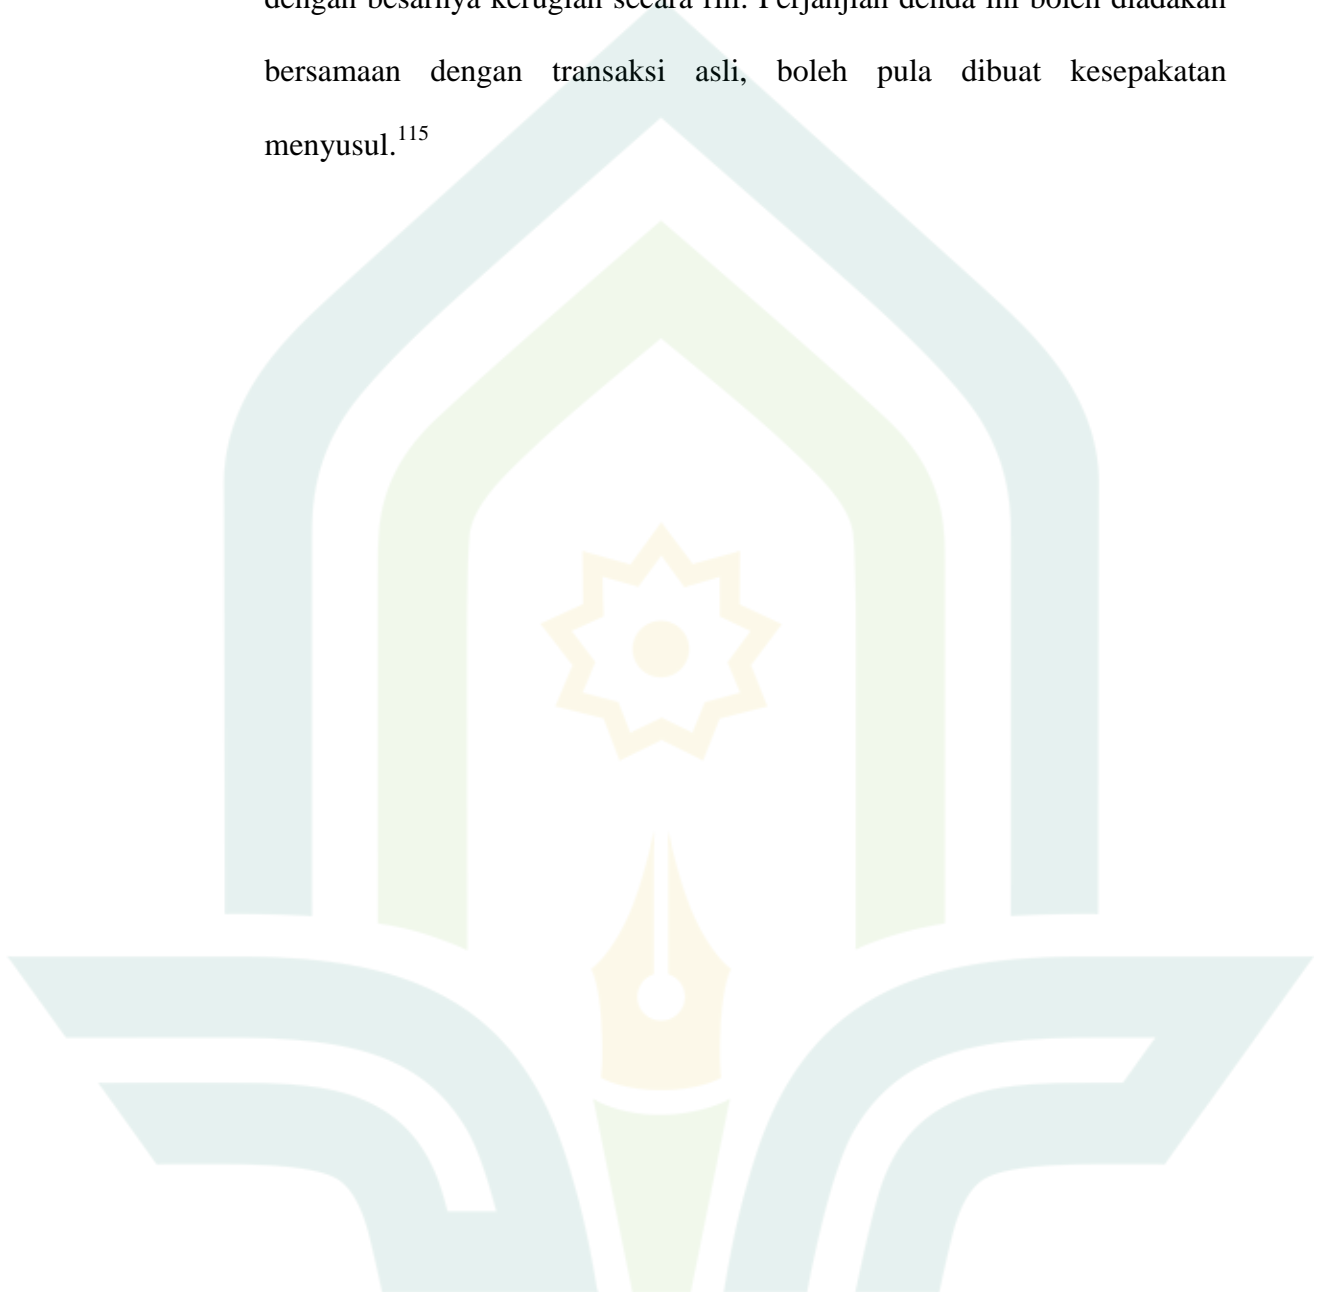 dengan besarnya kerugian secara riil. Perjanjian denda ini boleh diadakan
bersamaan dengan transaksi asli, boleh pula dibuat kesepakatan
menyusul.115